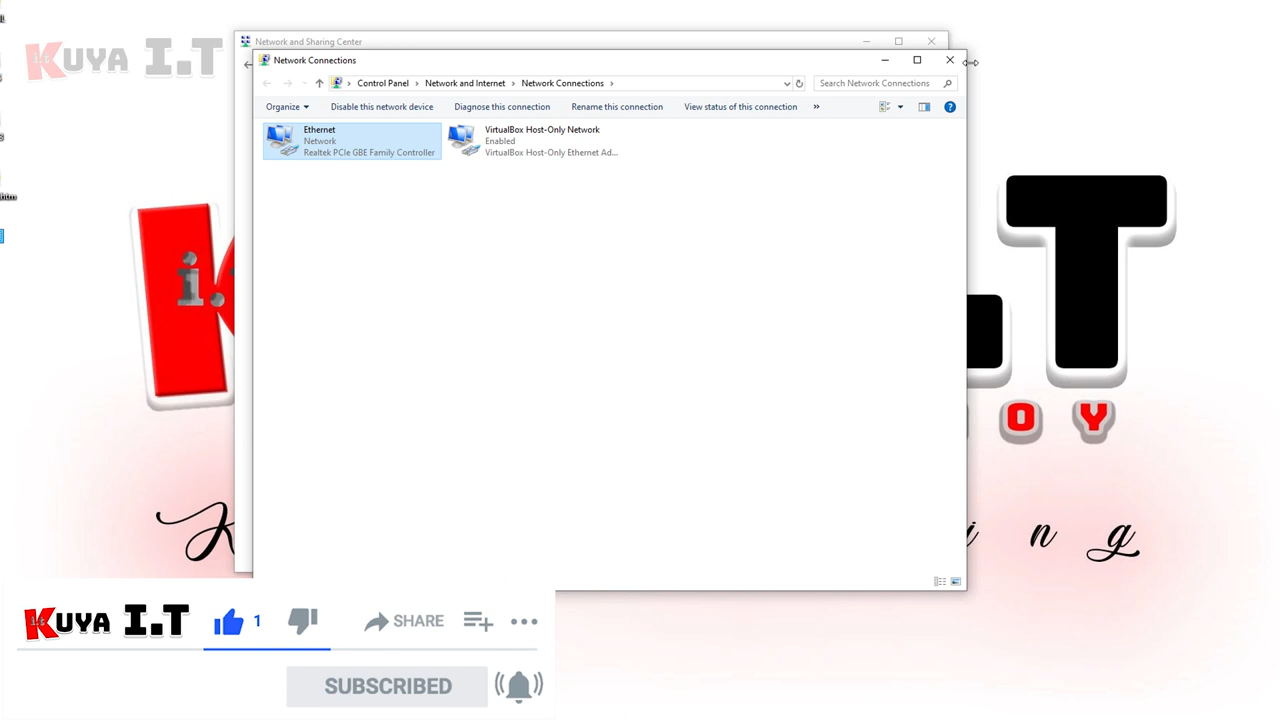 KUYA I.T
Network and Sharing Center
Network Connections
Control Panel > Network and Internet > Network Connections >
Search Network Connections
Organize
Disable this network device
Diagnose this connection
Rename this connection
View status of this connection
»
?
Ethernet
Network
Realtek PCIe GBE Family Controller
VirtualBox Host-Only Network
Enabled
VirtualBox Host-Only Ethernet Ad...
htm
i.
T
O Y
K
i n g
KUYA I.T
1
SHARE
SUBSCRIBED